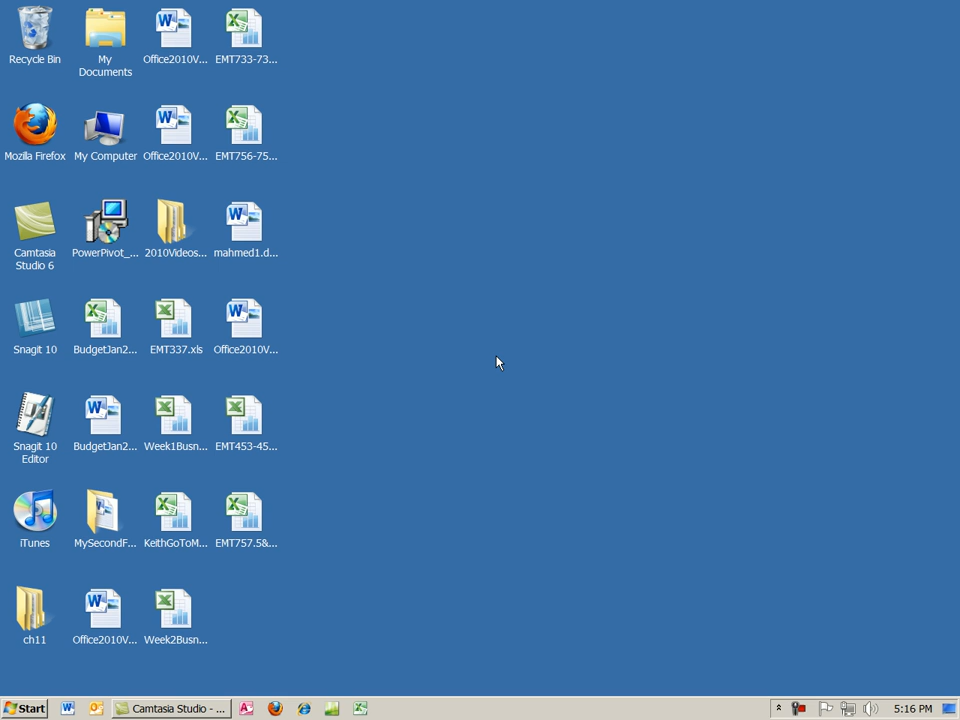 Recycle Bin
My
Documents
Office2010V...
EMT733-73...
Mozilla Firefox
My Computer
Office2010V...
EMT756-75...
Camtasia
Studio 6
PowerPivot_...
2010Videos...
mahmed1.d...
Snagit 10
BudgetJan2...
EMT337.xls
Office2010V...
Snagit 10
Editor
BudgetJan2...
Week1Busn...
EMT453-45...
iTunes
MySecondF...
KeithGoToM...
EMT757.5&...
ch11
Office2010V...
Week2Busn...
Start
Camtasia Studio - ...
5:16 PM